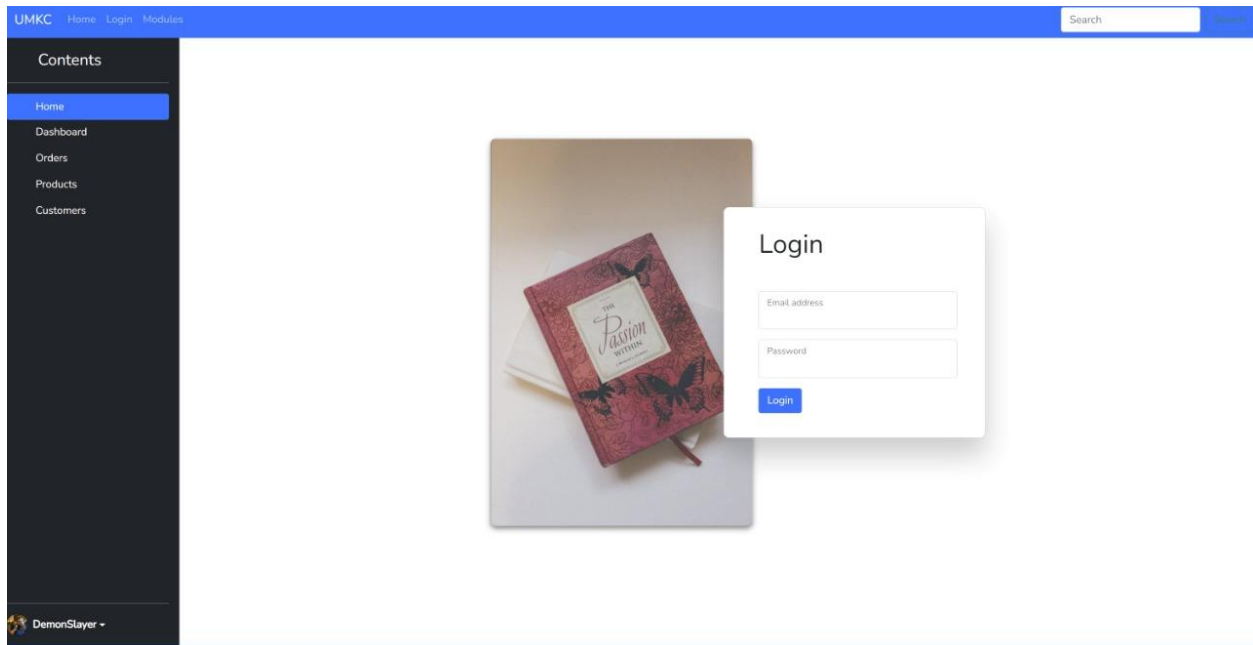 UMKC Home Login Modules Search Search
Contents
Home
Dashboard
Orders
Products
Customers
THE
Passion
WITHIN
Login
Email address
Password
Login
DemonSlayer